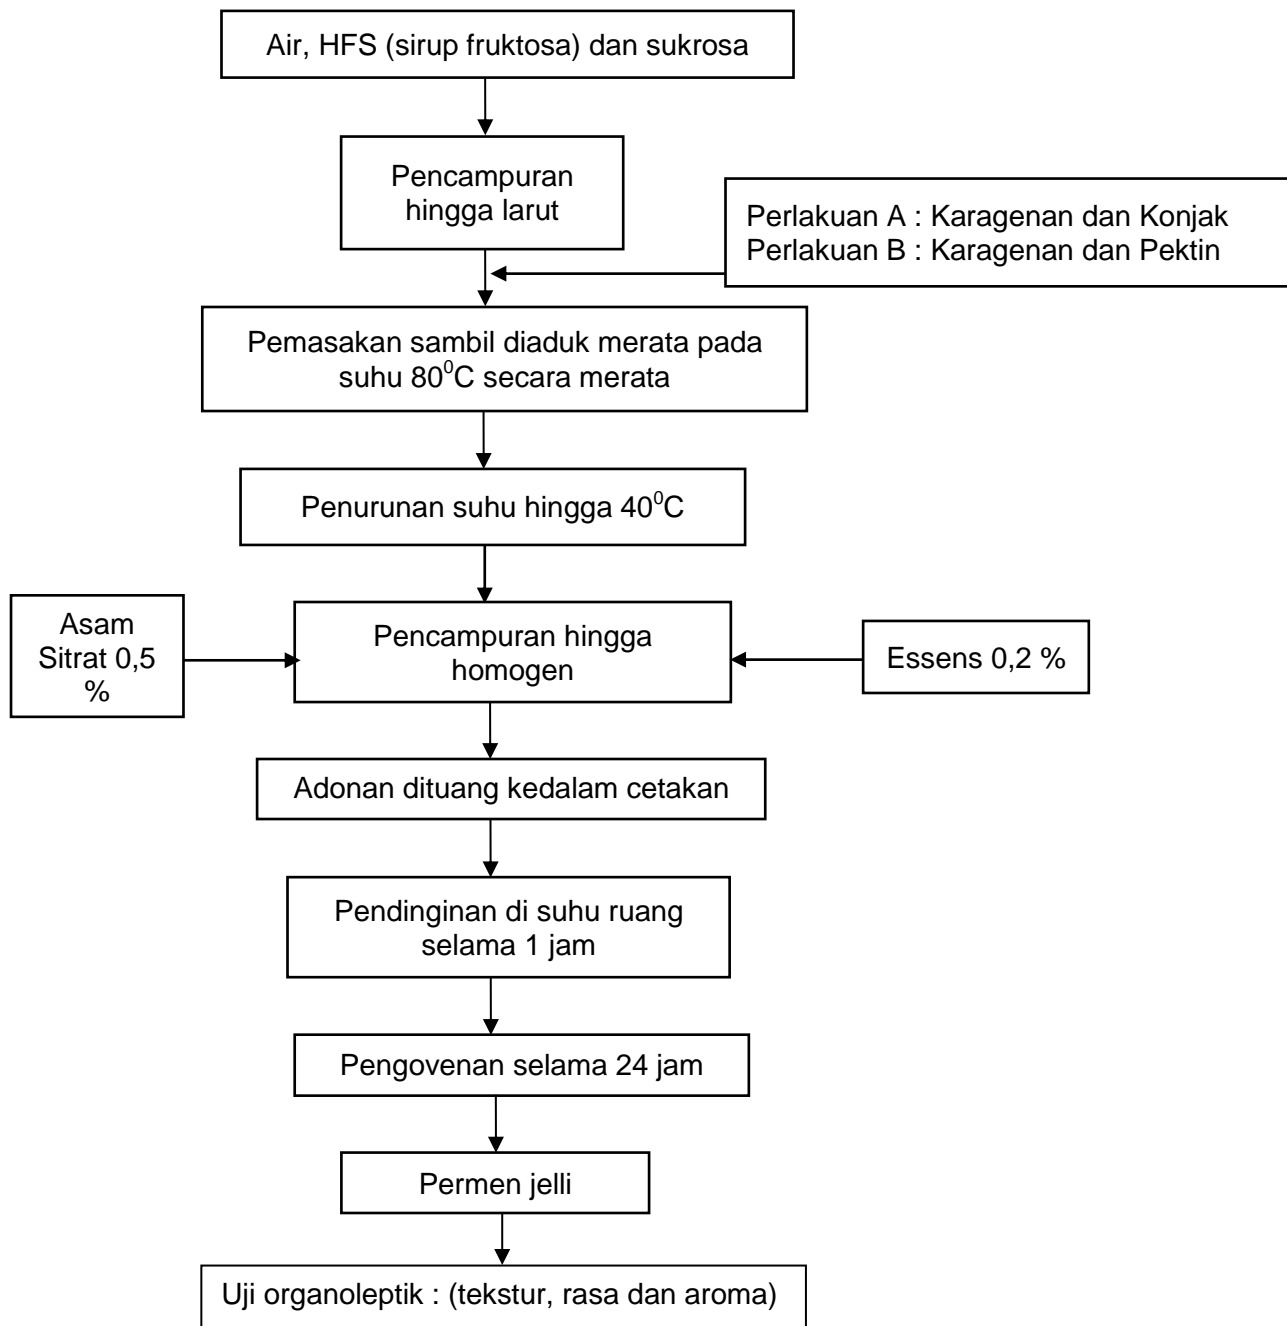 Air, HFS (sirup fruktosa) dan sukrosa
Pencampuran
hingga larut
Perlakuan A : Karagenan dan Konjak
Perlakuan B : Karagenan dan Pektin
Pemasakan sambil diaduk merata pada
suhu 80⁰C secara merata
Penurunan suhu hingga 40⁰C
Asam
Sitrat 0,5
%
Pencampuran hingga
homogen
Essens 0,2 %
Adonan dituang kedalam cetakan
Pendinginan di suhu ruang
selama 1 jam
Pengovenan selama 24 jam
Permen jelli
Uji organoleptik : (tekstur, rasa dan aroma)